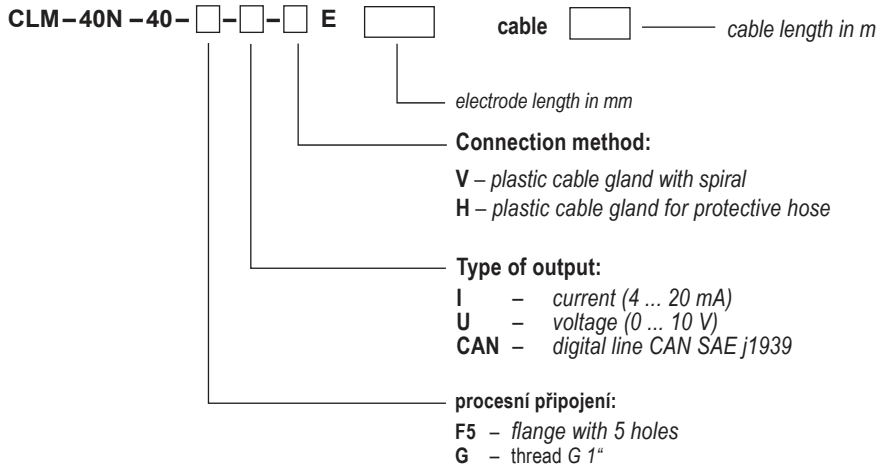 CLM–40N –40– – – E cable cable length in m
electrode length in mm
Connection method:
V – plastic cable gland with spiral
H – plastic cable gland for protective hose
Type of output:
I – current (4 ... 20 mA)
U – voltage (0 ... 10 V)
CAN – digital line CAN SAE j1939
procesní připojení:
F5 – flange with 5 holes
G – thread G 1“